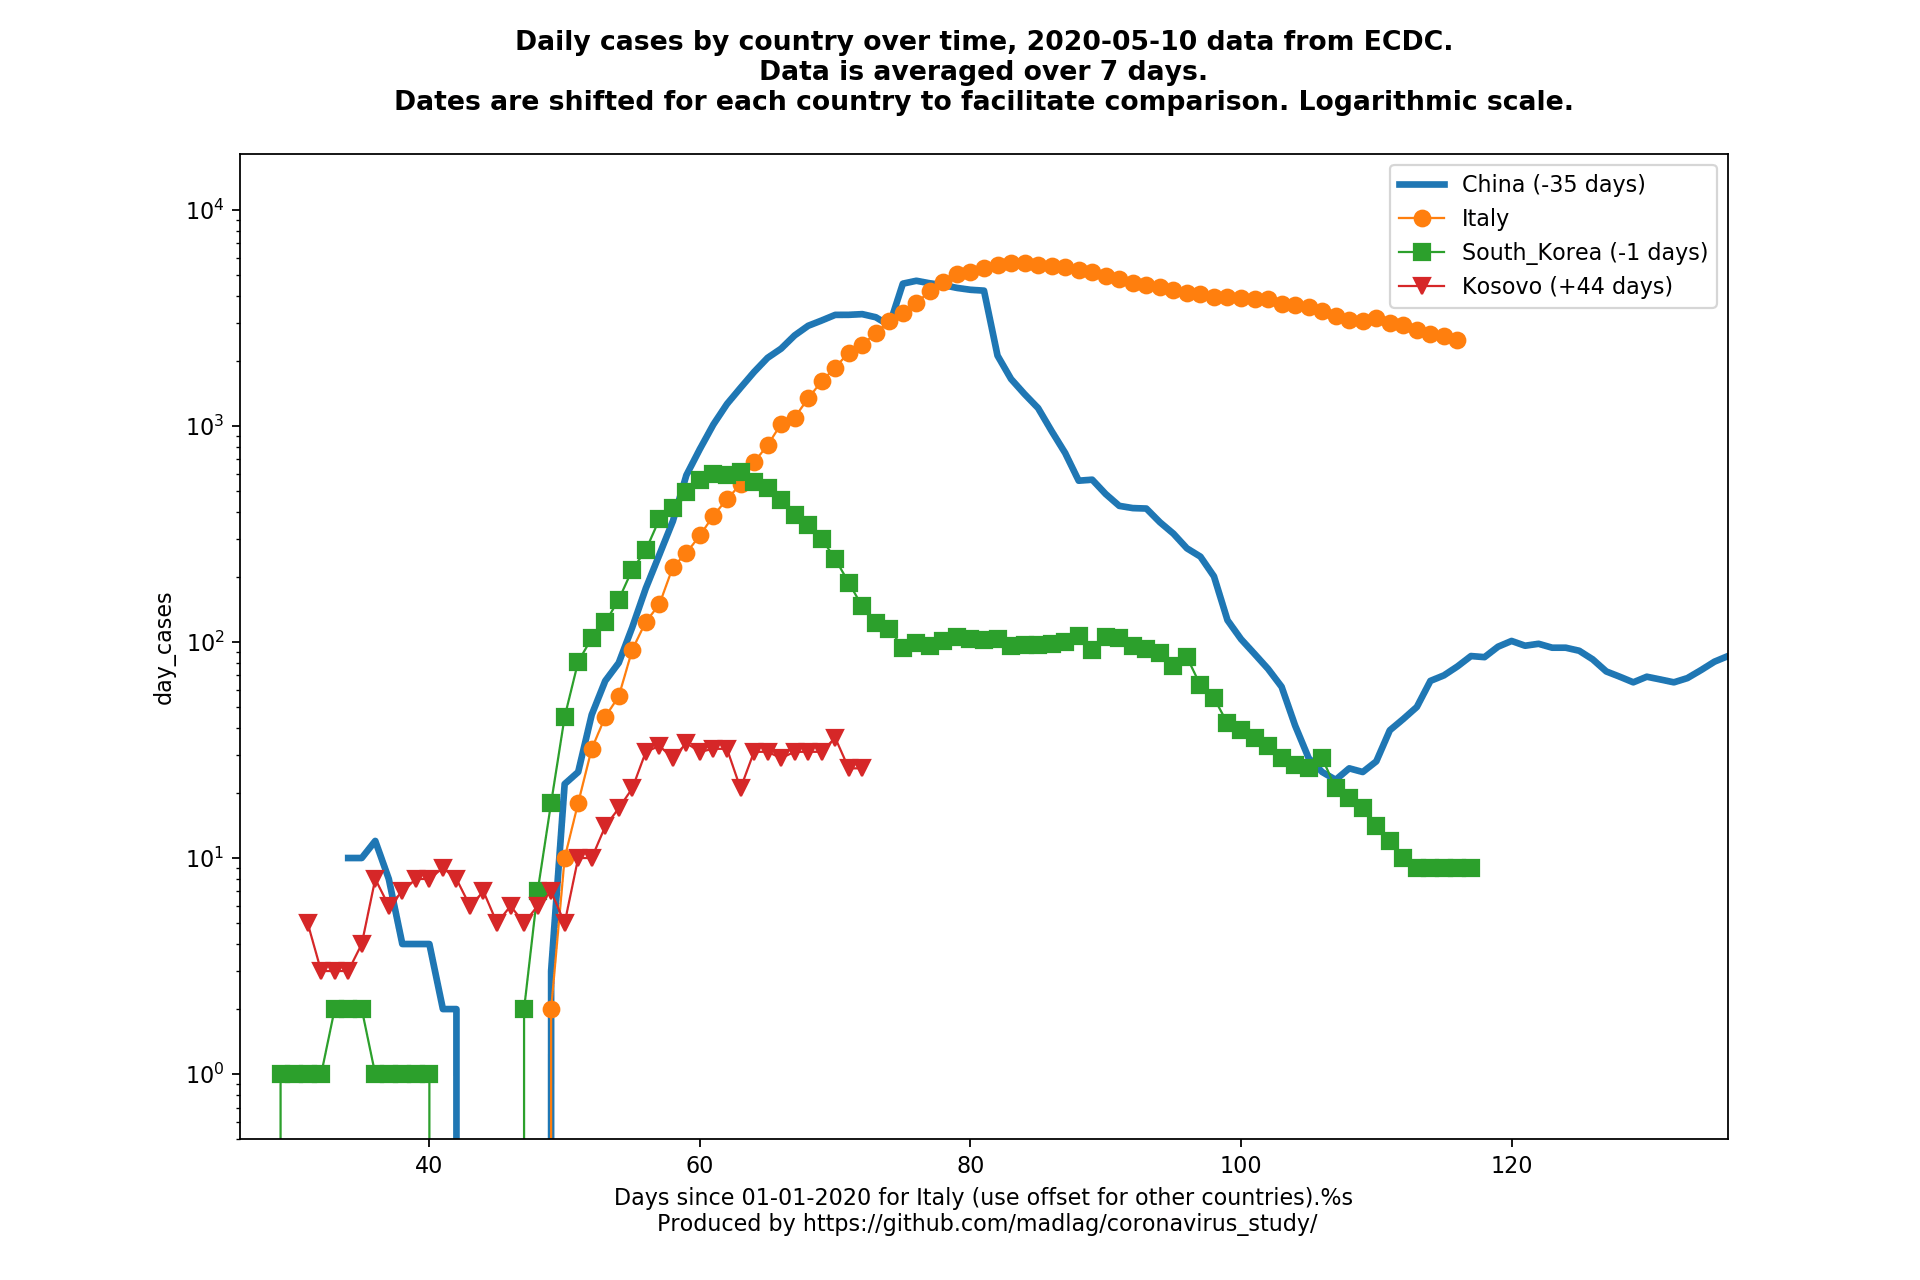 Daily cases by country over time, 2020-05-10 data from ECDC.
Data is averaged over 7 days.
Dates are shifted for each country to facilitate comparison. Logarithmic scale.
China (-35 days)
Italy
South_Korea (-1 days)
Kosovo (+44 days)
day_cases
10⁴
10³
10²
10¹
10⁰
40 60 80 100 120
Days since 01-01-2020 for Italy (use offset for other countries).%s
Produced by https://github.com/madlag/coronavirus_study/